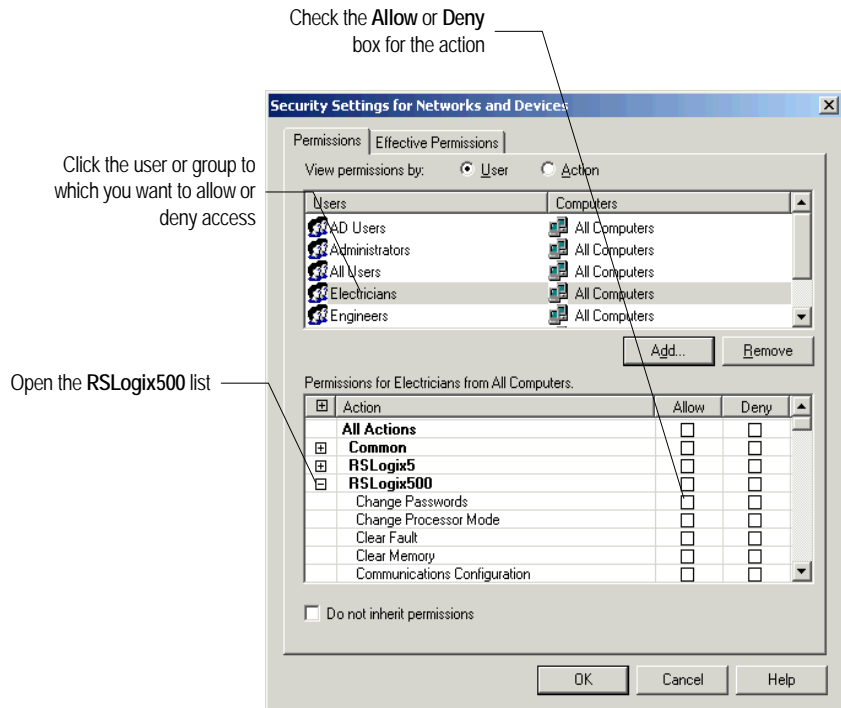 Check the Allow or Deny
box for the action
Security Settings for Networks and Devices
Permissions Effective Permissions
Click the user or group to
which you want to allow or
deny access
View permissions by: User Action
Users Computers
AD Users All Computers
Administrators All Computers
All Users All Computers
Electricians All Computers
Engineers All Computers
Add... Remove
Open the RSLogix500 list
Permissions for Electricians from All Computers.
Action Allow Deny
All Actions
Common
RSLogix5
RSLogix500
Change Passwords
Change Processor Mode
Clear Fault
Clear Memory
Communications Configuration
Do not inherit permissions
OK Cancel Help